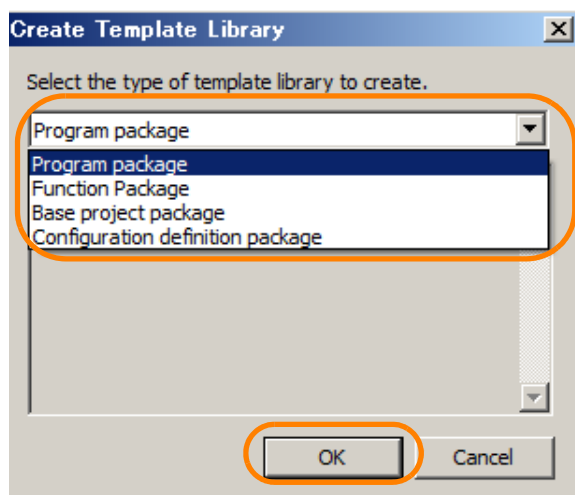 Create Template Library
Select the type of template library to create.
Program package
Program package
Function Package
Base project package
Configuration definition package
OK Cancel